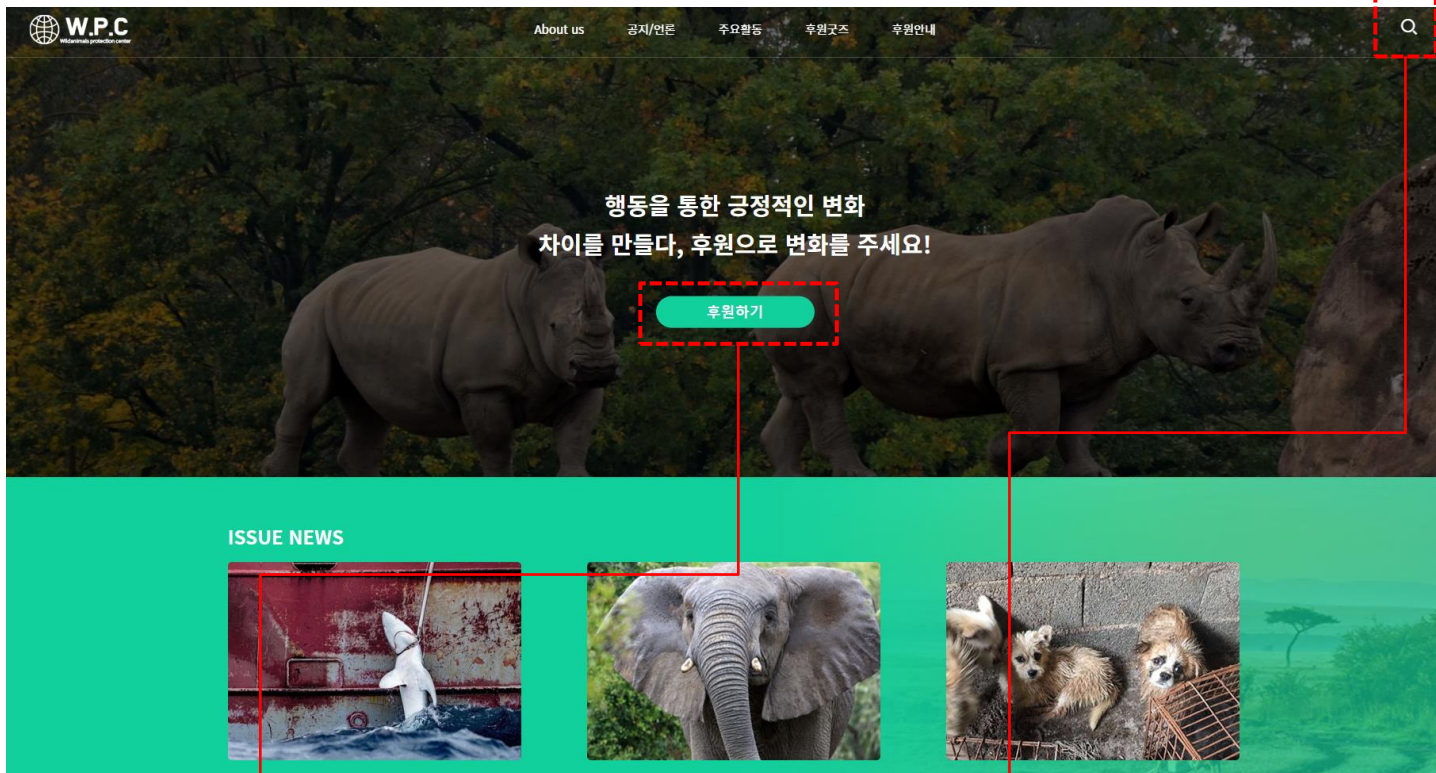 W.P.C
Wildanimals protection center
About us
공지/언론
주요활동
후원굿즈
후원안내
행동을 통한 긍정적인 변화
차이를 만들다, 후원으로 변화를 주세요!
후원하기
ISSUE NEWS